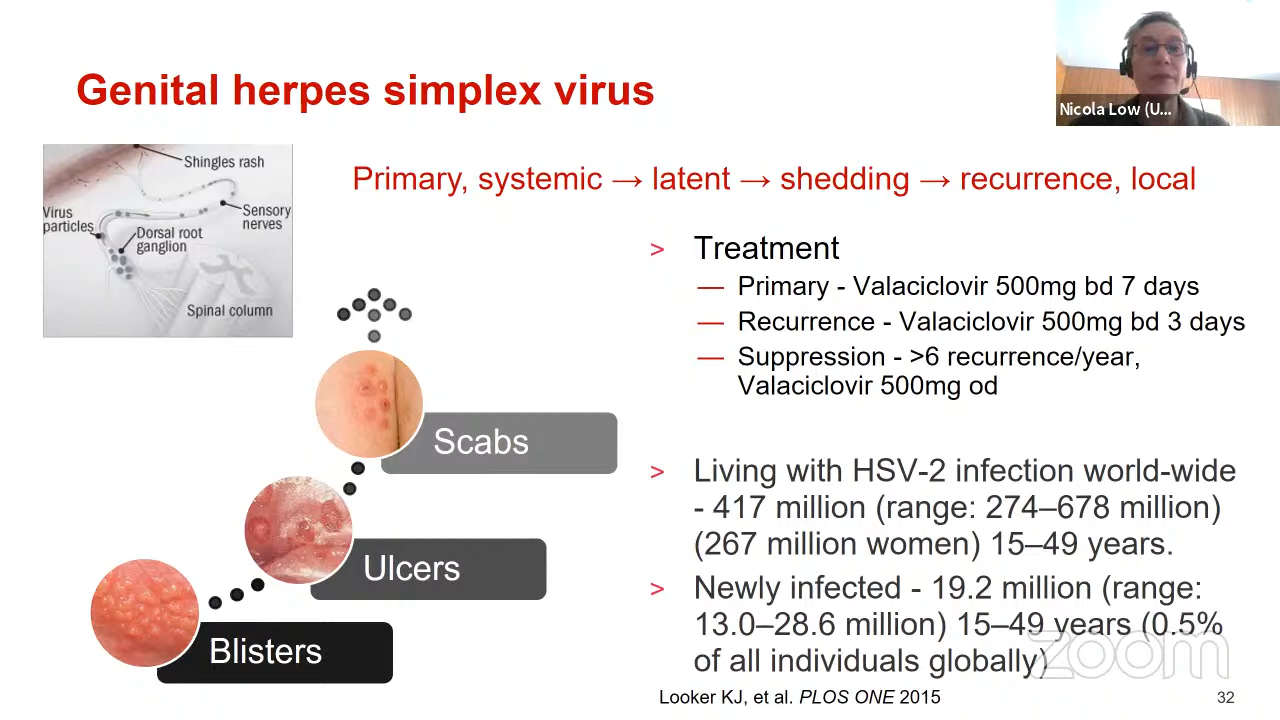 Genital herpes simplex virus
Nicola Low (U...
Primary, systemic → latent → shedding → recurrence, local
Shingles rash
Virus
particles
Sensory
nerves
Dorsal root
ganglion
Spinal column
> Treatment
— Primary - Valaciclovir 500mg bd 7 days
— Recurrence - Valaciclovir 500mg bd 3 days
— Suppression - >6 recurrence/year,
Valaciclovir 500mg od
Scabs
Ulcers
Blisters
> Living with HSV-2 infection world-wide
- 417 million (range: 274–678 million)
(267 million women) 15–49 years.
> Newly infected - 19.2 million (range:
13.0–28.6 million) 15–49 years (0.5%
of all individuals globally)
zoom
Looker KJ, et al. PLOS ONE 2015
32